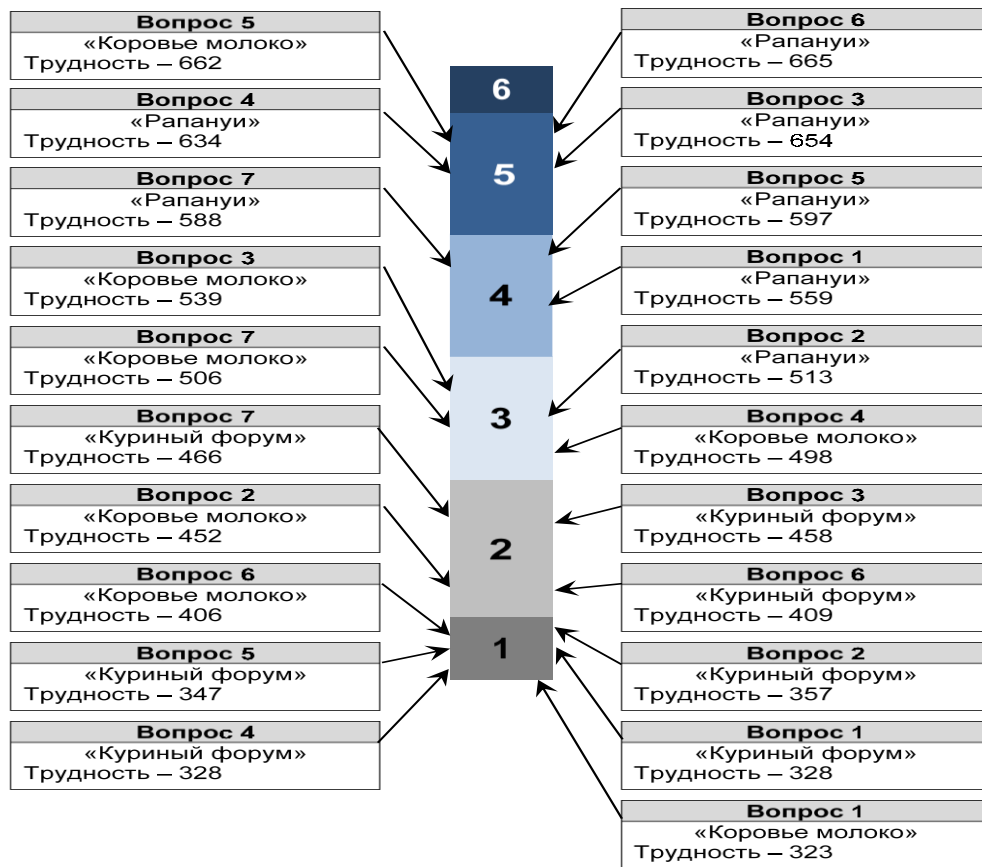 Вопрос 5
«Коровье молоко»
Трудность – 662
Вопрос 4
«Рапануи»
Трудность – 634
Вопрос 7
«Рапануи»
Трудность – 588
Вопрос 3
«Коровье молоко»
Трудность – 539
Вопрос 7
«Коровье молоко»
Трудность – 506
Вопрос 7
«Куриный форум»
Трудность – 466
Вопрос 2
«Коровье молоко»
Трудность – 452
Вопрос 6
«Коровье молоко»
Трудность – 406
Вопрос 5
«Куриный форум»
Трудность – 347
Вопрос 4
«Куриный форум»
Трудность – 328
6
5
4
3
2
1
Вопрос 6
«Рапануи»
Трудность – 665
Вопрос 3
«Рапануи»
Трудность – 654
Вопрос 5
«Рапануи»
Трудность – 597
Вопрос 1
«Рапануи»
Трудность – 559
Вопрос 2
«Рапануи»
Трудность – 513
Вопрос 4
«Коровье молоко»
Трудность – 498
Вопрос 3
«Куриный форум»
Трудность – 458
Вопрос 6
«Куриный форум»
Трудность – 409
Вопрос 2
«Куриный форум»
Трудность – 357
Вопрос 1
«Куриный форум»
Трудность – 328
Вопрос 1
«Коровье молоко»
Трудность – 323